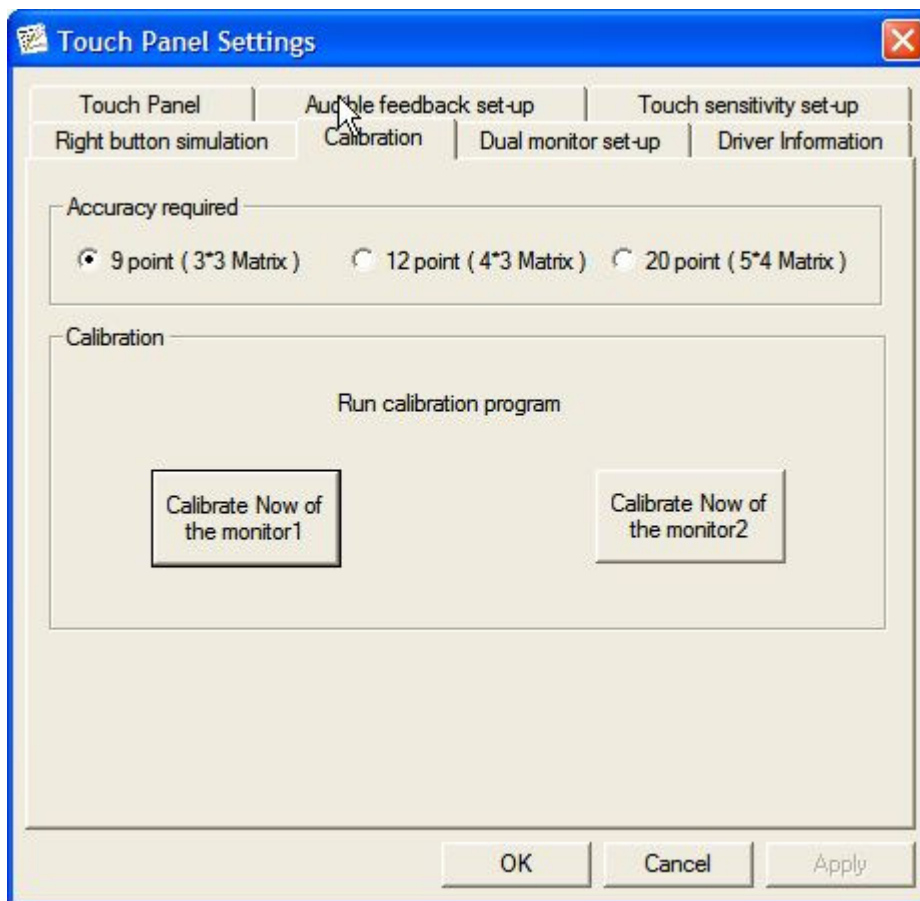 Touch Panel Settings
Touch Panel Audible feedback set-up Touch sensitivity set-up
Right button simulation Calibration Dual monitor set-up Driver Information
Accuracy required
9 point ( 3*3 Matrix ) 12 point ( 4*3 Matrix ) 20 point ( 5*4 Matrix )
Calibration
Run calibration program
Calibrate Now of
the monitor1
Calibrate Now of
the monitor2
OK Cancel Apply